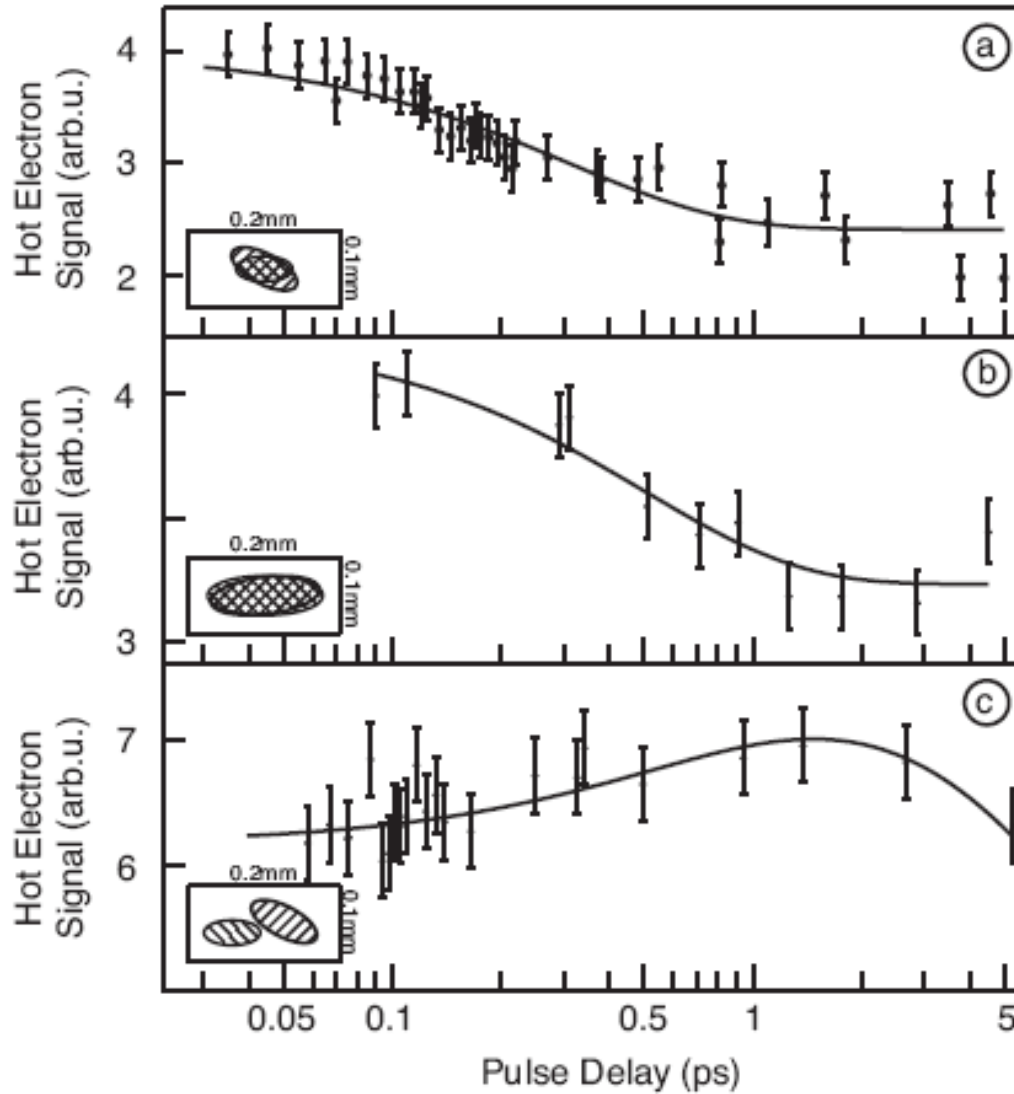 Hot Electron
Signal (arb.u.)
4
3
2
0.2mm
0.1mm
a
Hot Electron
Signal (arb.u.)
4
3
0.2mm
0.1mm
b
Hot Electron
Signal (arb.u.)
7
6
0.2mm
0.1mm
c
0.05 0.1 0.5 1 5
Pulse Delay (ps)